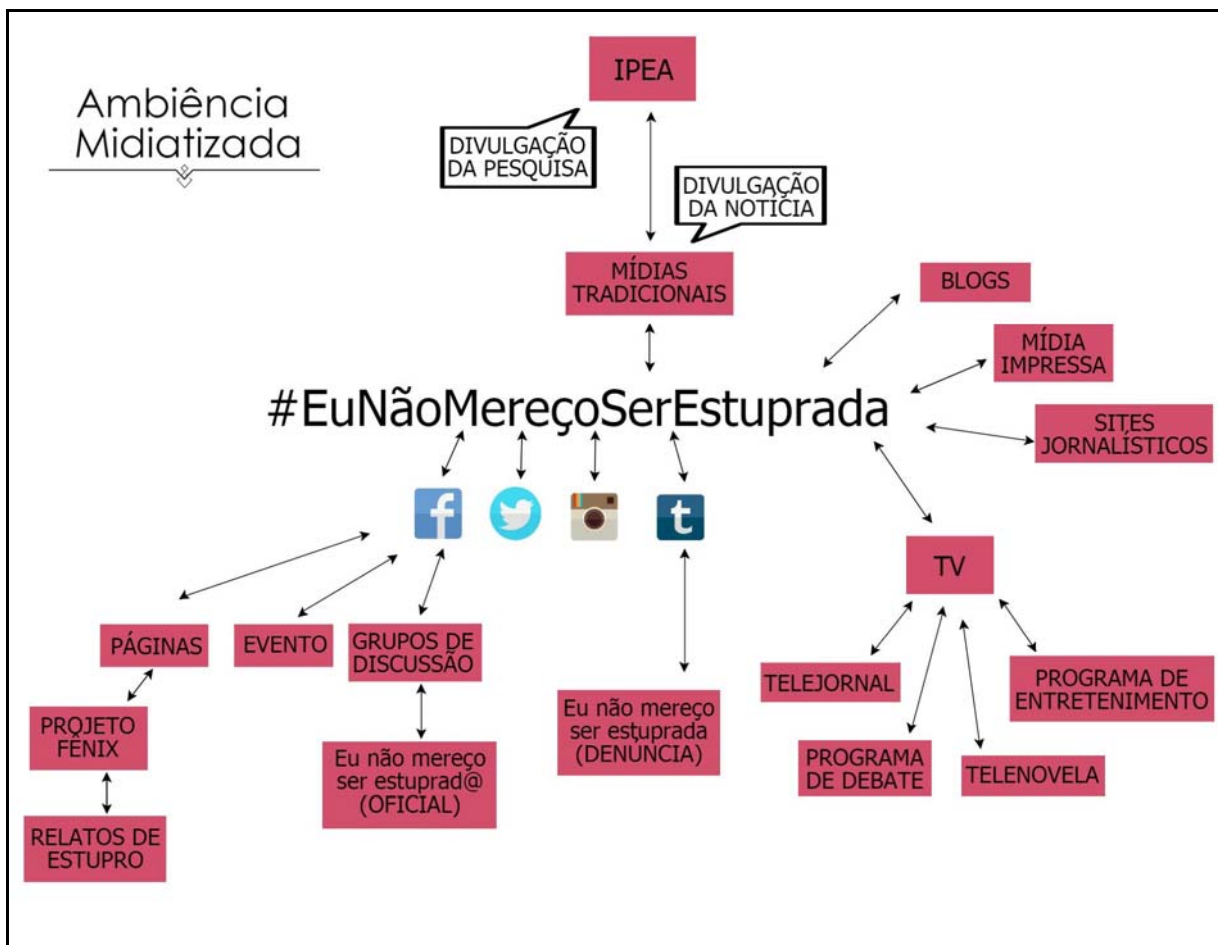 Ambiência
Midiatizada
IPEA
DIVULGAÇÃO
DA PESQUISA
DIVULGAÇÃO
DA NOTÍCIA
MÍDIAS
TRADICIONAIS
BLOGS
MÍDIA
IMPRESSA
SITES
JORNALÍSTICOS
#EuNãoMereçoSerEstuprada
f
t
TV
PÁGINAS
EVENTO
GRUPOS DE
DISCUSSÃO
TELEJORNAL
PROGRAMA DE
ENTRETENIMENTO
PROJETO
FÊNIX
Eu não mereço
ser estuprad@
(OFICIAL)
Eu não mereço
ser estuprada
(DENÚNCIA)
PROGRAMA
DE DEBATE
TELENOVELA
RELATOS DE
ESTUPRO